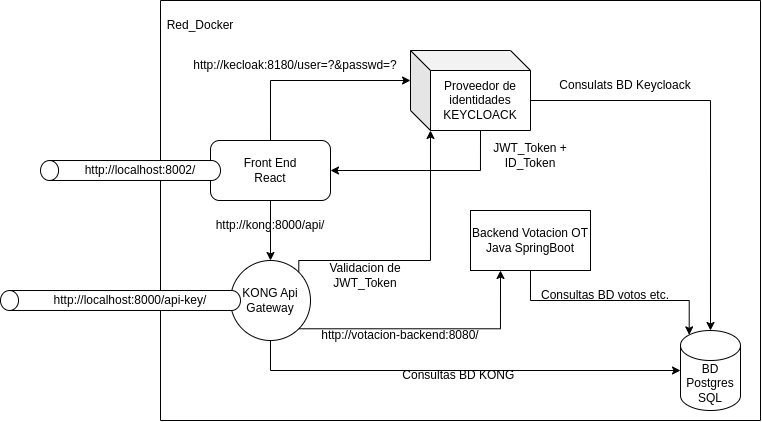 Red_Docker
http://kecloak:8180/user=?&passwd=?
Proveedor de
identidades
KEYCLOACK
Consulats BD Keycloack
JWT_Token +
ID_Token
http://localhost:8002/
Front End
React
http://kong:8000/api/
Backend Votacion OT
Java SpringBoot
Validacion de
JWT_Token
http://localhost:8000/api-key/
KONG Api
Gateway
Consultas BD votos etc.
http://votacion-backend:8080/
Consultas BD KONG
BD
Postgres
SQL